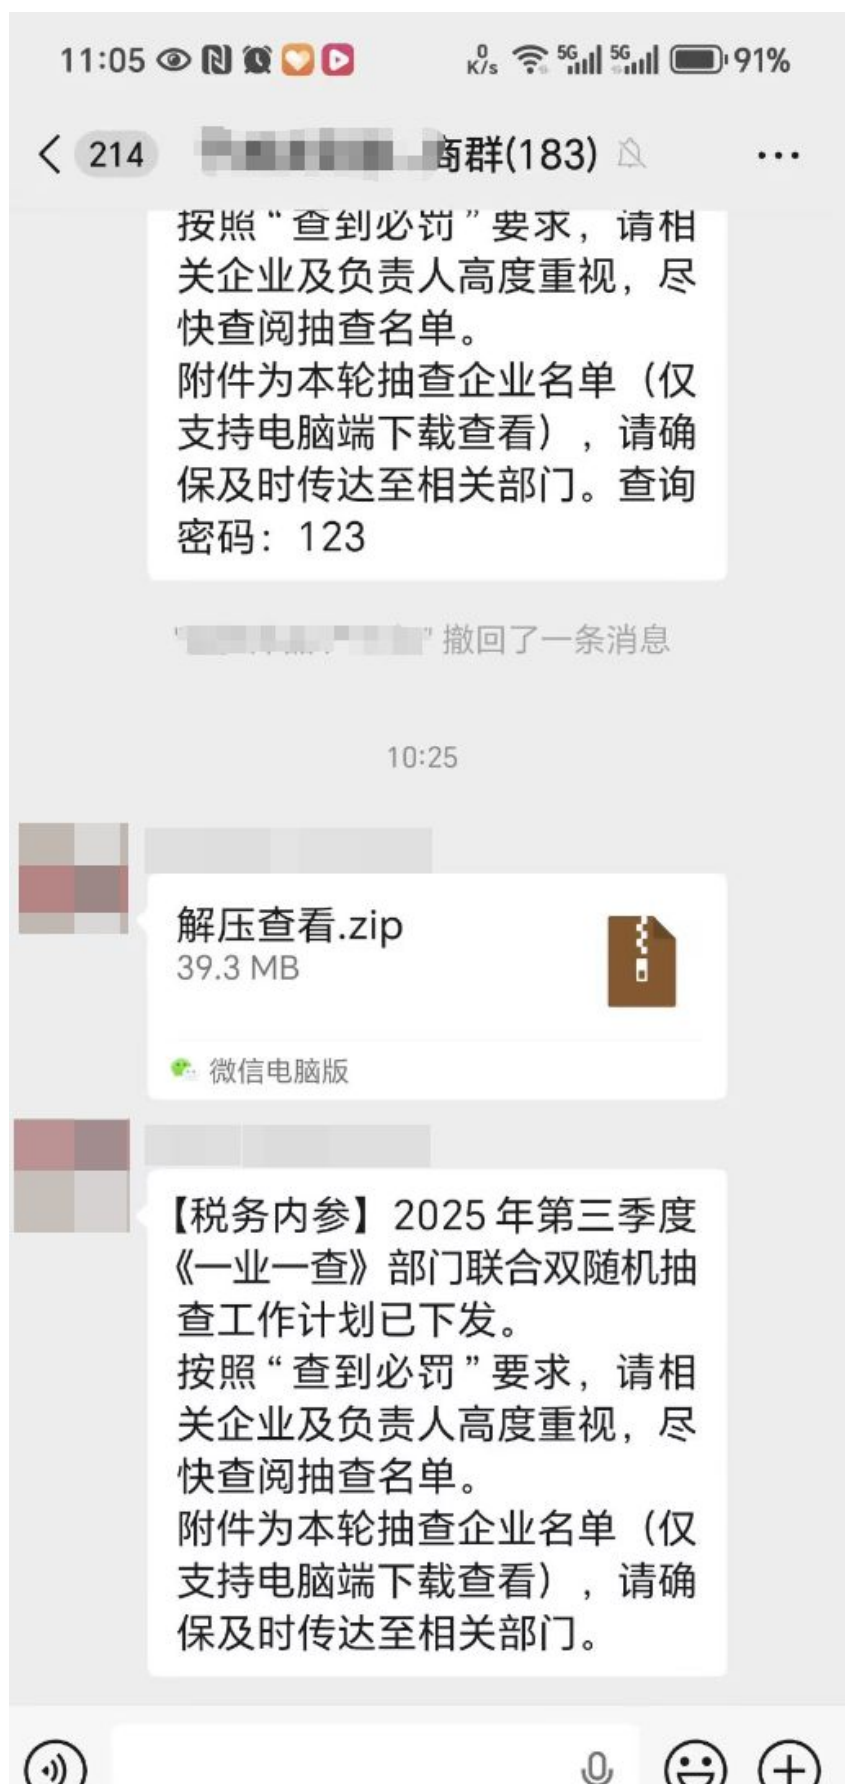 11:05
0 K/s
5G
5G
91%
214
商群(183)
按照“查到必罚”要求，请相
关企业及负责人高度重视，尽
快查阅抽查名单。
附件为本轮抽查企业名单（仅
支持电脑端下载查看），请确
保及时传达至相关部门。查询
密码：123
"
" 撤回了一条消息
10:25
解压查看.zip
39.3 MB
微信电脑版
【税务内参】2025年第三季度
《一业一查》部门联合双随机抽
查工作计划已下发。
按照“查到必罚”要求，请相
关企业及负责人高度重视，尽
快查阅抽查名单。
附件为本轮抽查企业名单（仅
支持电脑端下载查看），请确
保及时传达至相关部门。